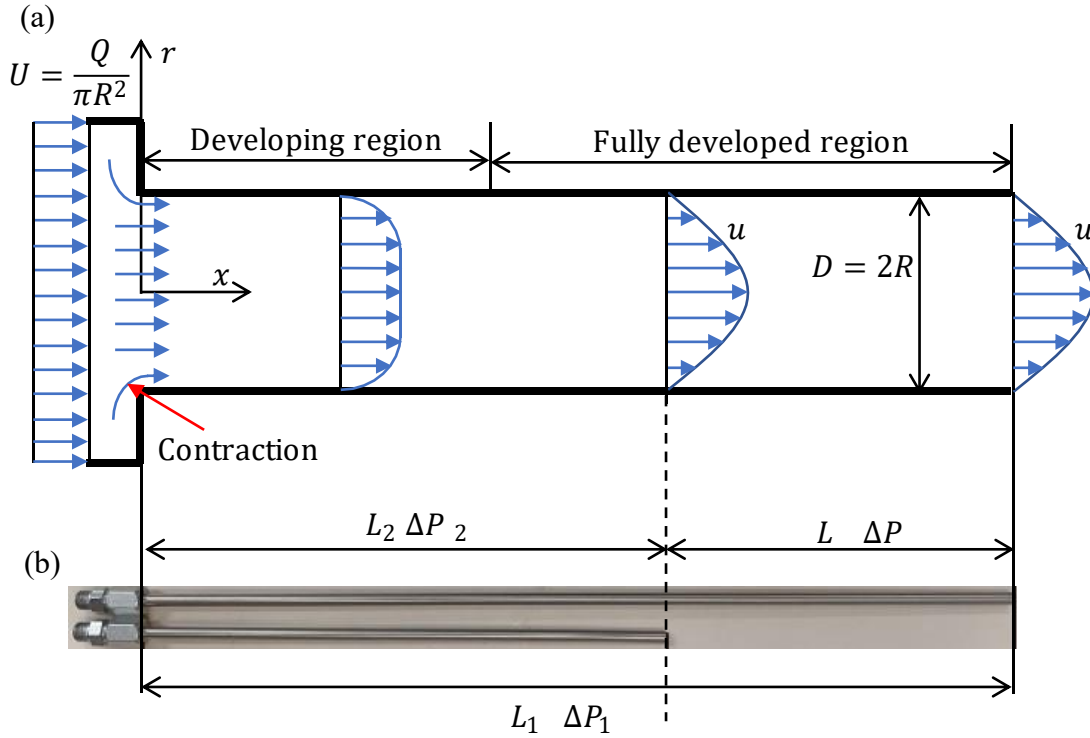 (a)
U = Q / πR²
r
Developing region
Fully developed region
x
u
D = 2R
u
Contraction
L₂ ΔP ₂
L ΔP
(b)
L₁ ΔP₁